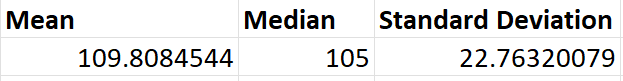 Mean Median Standard Deviation
109.8084544 105 22.76320079